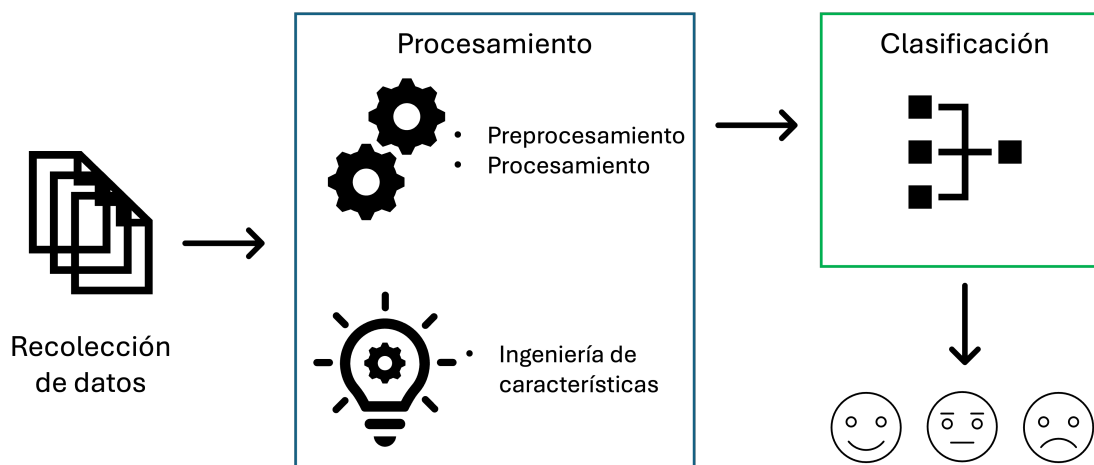 Recolección
de datos
Procesamiento
• Preprocesamiento
• Procesamiento
• Ingeniería de
características
Clasificación